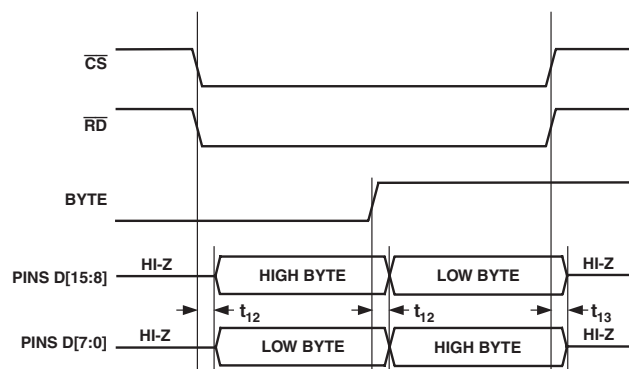 CS
RD
BYTE
PINS D[15:8] HI-Z HIGH BYTE LOW BYTE HI-Z
t12 t12 t13
PINS D[7:0] HI-Z LOW BYTE HIGH BYTE HI-Z